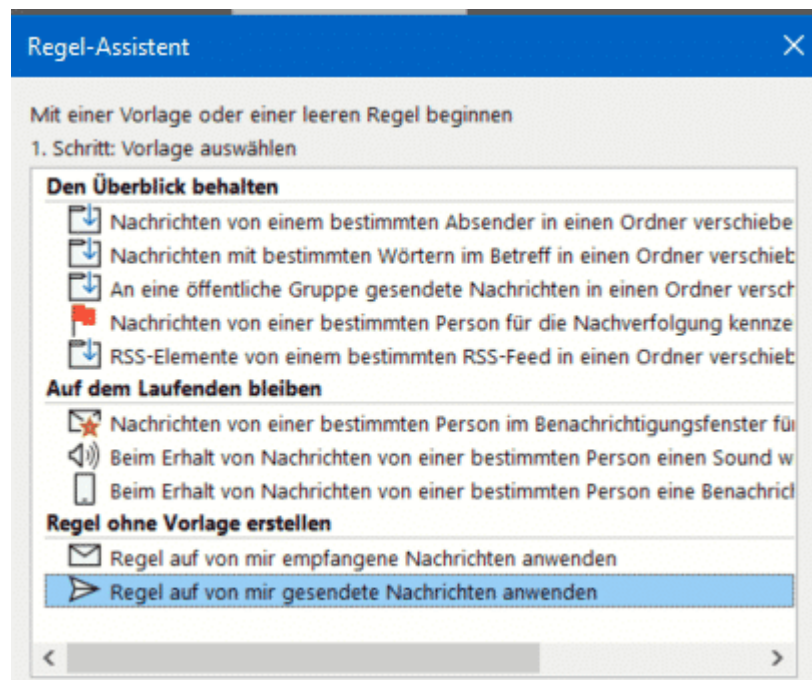 Regel-Assistent
Mit einer Vorlage oder einer leeren Regel beginnen
1. Schritt: Vorlage auswählen
Den Überblick behalten
Nachrichten von einem bestimmten Absender in einen Ordner verschiebe
Nachrichten mit bestimmten Wörtern im Betreff in einen Ordner verschieb
An eine öffentliche Gruppe gesendete Nachrichten in einen Ordner versch
Nachrichten von einer bestimmten Person für die Nachverfolgung kennze
RSS-Elemente von einem bestimmten RSS-Feed in einen Ordner verschieb
Auf dem Laufenden bleiben
Nachrichten von einer bestimmten Person im Benachrichtigungsfenster für
Beim Erhalt von Nachrichten von einer bestimmten Person einen Sound w
Beim Erhalt von Nachrichten von einer bestimmten Person eine Benachrich
Regel ohne Vorlage erstellen
Regel auf von mir empfangene Nachrichten anwenden
Regel auf von mir gesendete Nachrichten anwenden